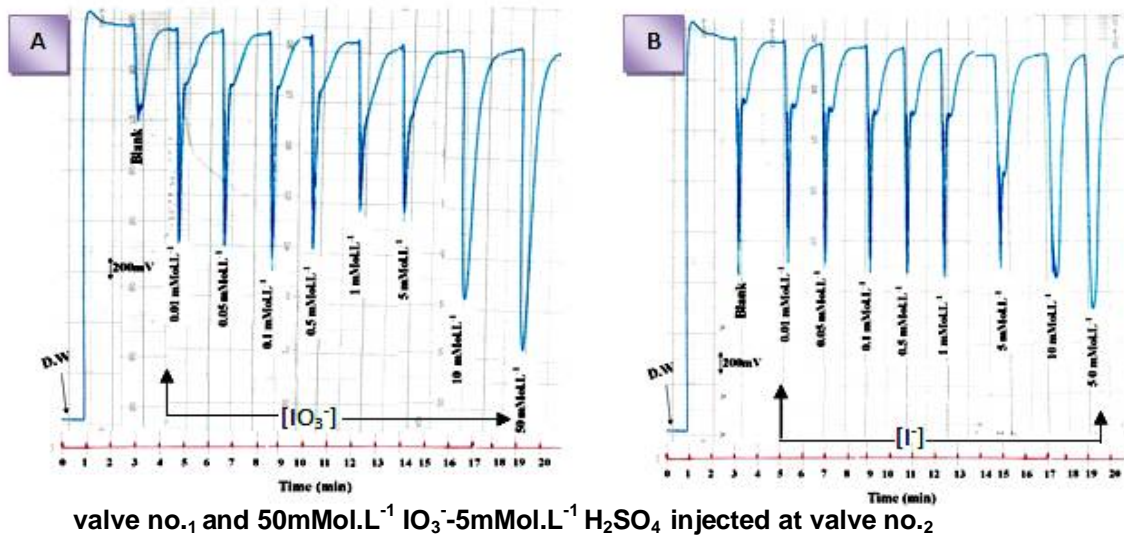 A
Blank
200mV
D.W
0.01 mMol.L-1
0.05 mMol.L-1
0.1 mMol.L-1
0.5 mMol.L-1
1 mMol.L-1
5 mMol.L-1
10 mMol.L-1
50 mMol.L-1
[IO3-]
0 1 2 3 4 5 6 7 8 9 10 11 12 13 14 15 16 17 18 19 20
Time (min)
B
Blank
200mV
D.W
0.01 mMol.L-1
0.05 mMol.L-1
0.1 mMol.L-1
0.5 mMol.L-1
1 mMol.L-1
5 mMol.L-1
10 mMol.L-1
5 0 mMol.L-1
[I-]
0 1 2 3 4 5 6 7 8 9 10 11 12 13 14 15 16 17 18 19 20
Time (min)
valve no.1 and 50mMol.L-1 IO3--5mMol.L-1 H2SO4 injected at valve no.2